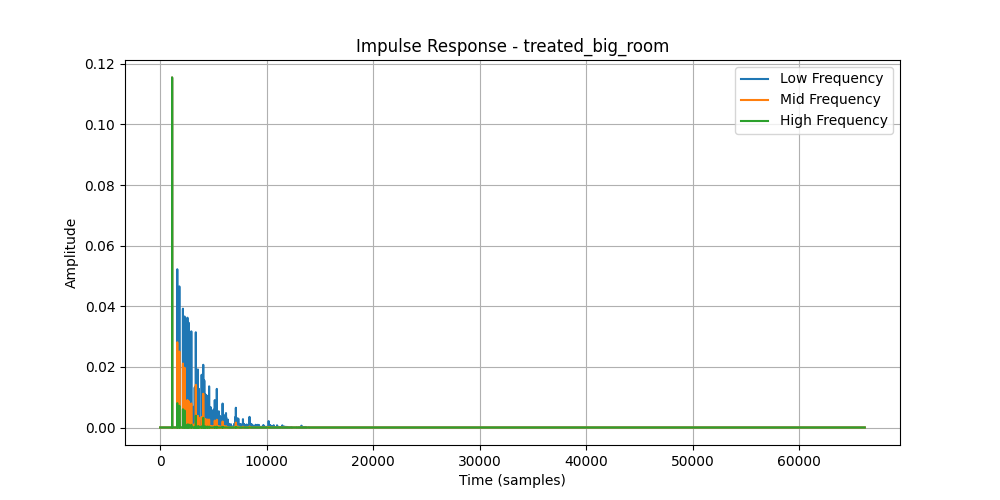 Impulse Response - treated_big_room
Low Frequency
Mid Frequency
High Frequency
0.12
0.10
0.08
0.06
0.04
0.02
0.00
Amplitude
0 10000 20000 30000 40000 50000 60000
Time (samples)